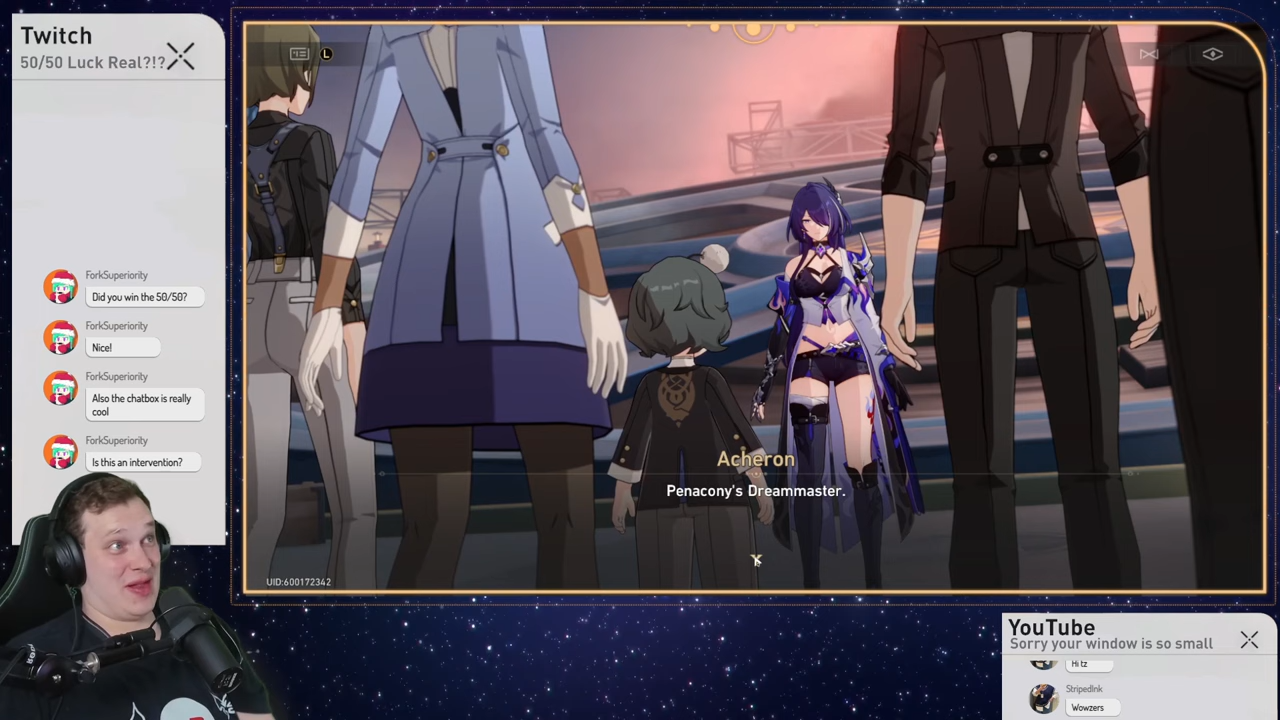 Twitch
50/50 Luck Real?!?
ForkSuperiority
Did you win the 50/50?
ForkSuperiority
Nice!
ForkSuperiority
Also the chatbox is really
cool
ForkSuperiority
Is this an intervention?
L
Acheron
Penacony's Dreammaster.
UID:600172342
YouTube
Sorry your window is so small
Hi tz
StripedInk
Wowzers